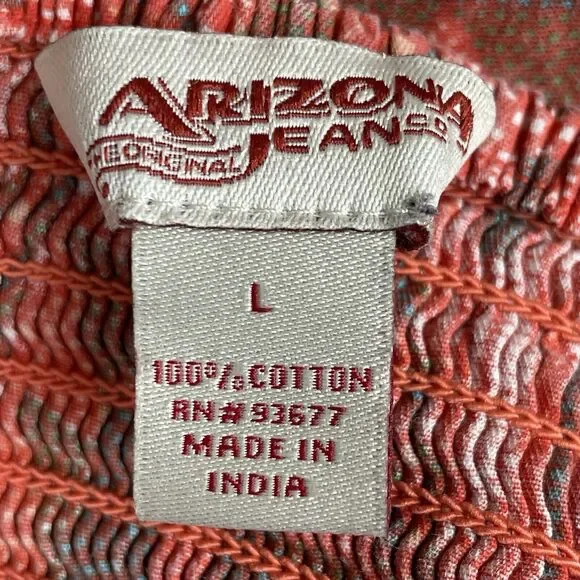 ARIZONA
THE ORIGINAL JEANS CO
L
100% COTTON
RN# 93677
MADE IN
INDIA